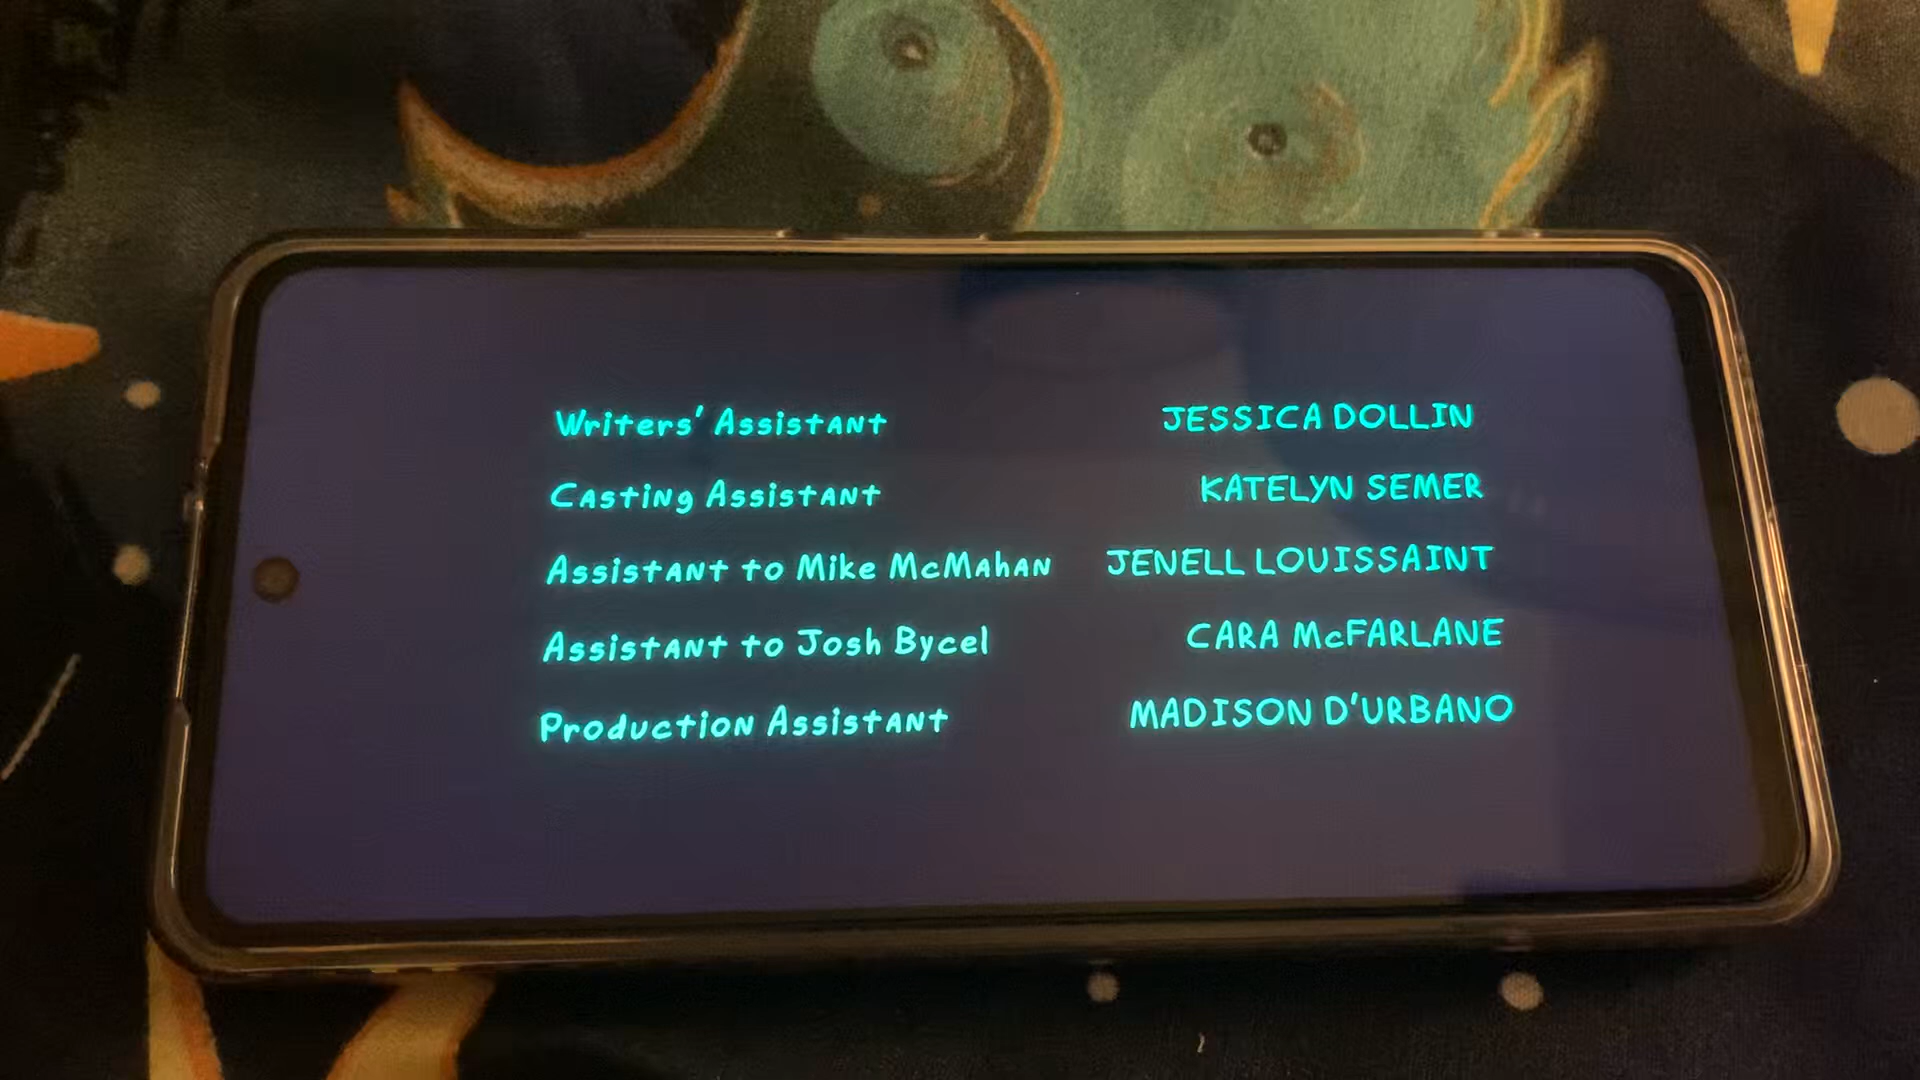 Writers' Assistant JESSICA DOLLIN
Casting Assistant KATELYN SEMER
Assistant to Mike McMahan JENELL LOUISSAINT
Assistant to Josh Bycel CARA McFARLANE
Production Assistant MADISON D'URBANO